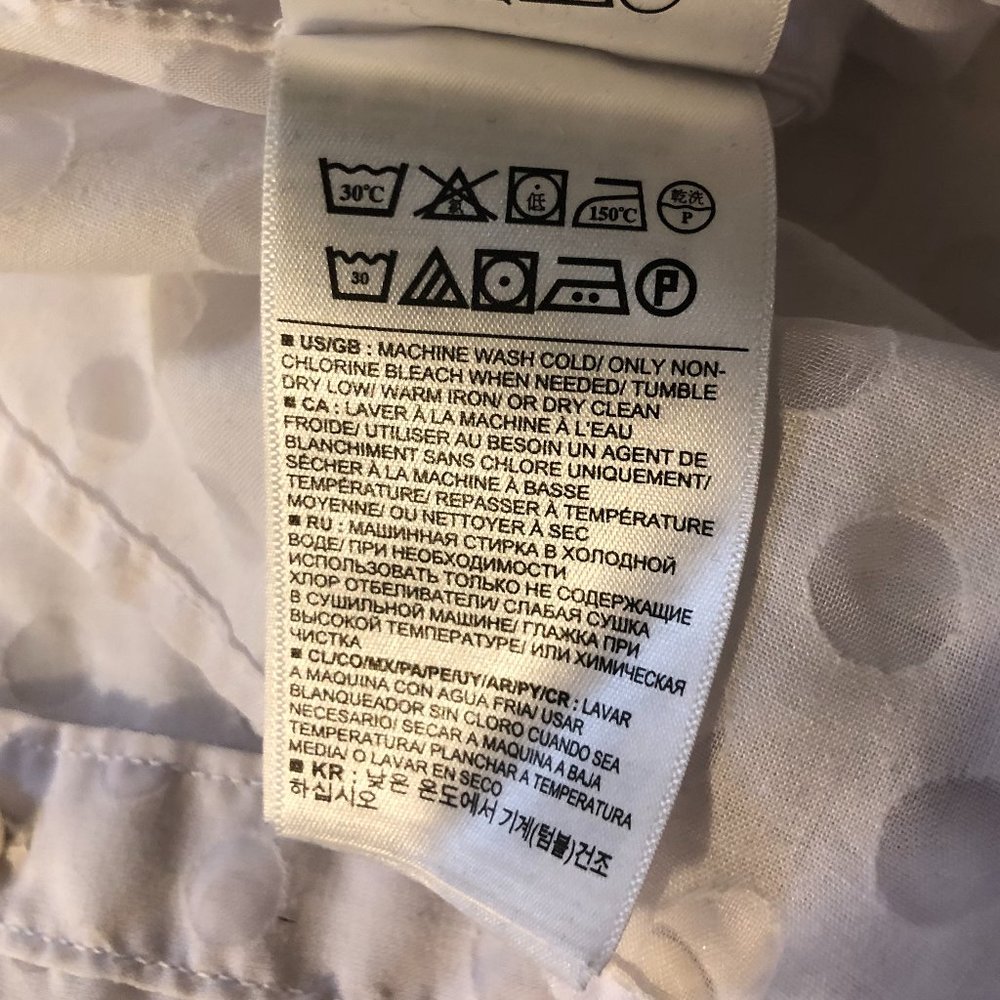 30℃ 低 150℃ 乾洗 P
30 P
■ US/GB : MACHINE WASH COLD/ ONLY NON-
CHLORINE BLEACH WHEN NEEDED/ TUMBLE
DRY LOW/ WARM IRON/ OR DRY CLEAN
■ CA : LAVER À LA MACHINE À L'EAU
FROIDE/ UTILISER AU BESOIN UN AGENT DE
BLANCHIMENT SANS CHLORE UNIQUEMENT/
SÉCHER À LA MACHINE À BASSE
TEMPÉRATURE/ REPASSER À TEMPÉRATURE
MOYENNE/ OU NETTOYER À SEC
■ RU : МАШИННАЯ СТИРКА В ХОЛОДНОЙ
ВОДЕ/ ПРИ НЕОБХОДИМОСТИ
ИСПОЛЬЗОВАТЬ ТОЛЬКО НЕ СОДЕРЖАЩИЕ
ХЛОР ОТБЕЛИВАТЕЛИ/ СЛАБАЯ СУШКА
В СУШИЛЬНОЙ МАШИНЕ/ ГЛАЖКА ПРИ
ВЫСОКОЙ ТЕМПЕРАТУРЕ/ ИЛИ ХИМИЧЕСКАЯ
ЧИСТКА
■ CL/CO/MX/PA/PE/UY/AR/PY/CR : LAVAR
A MAQUINA CON AGUA FRIA/ USAR
BLANQUEADOR SIN CLORO CUANDO SEA
NECESARIO/ SECAR A MAQUINA A BAJA
TEMPERATURA/ PLANCHAR A TEMPERATURA
MEDIA/ O LAVAR EN SECO
■ KR : 낮은 온도에서 기계(텀블)건조
하십시오